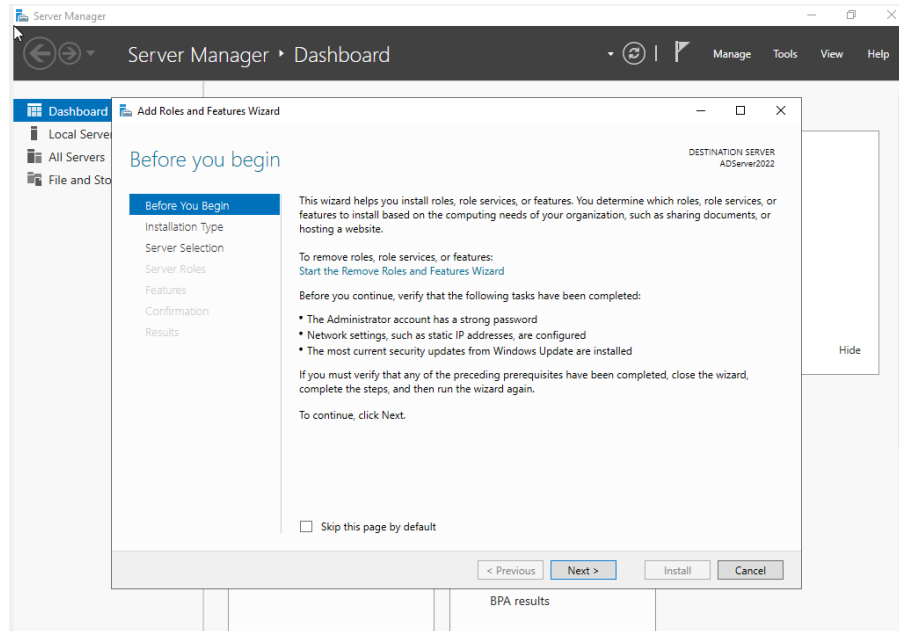 Server Manager
Server Manager ‣ Dashboard
Manage Tools View Help
Dashboard
Local Server
All Servers
File and Sto
Add Roles and Features Wizard
Before you begin
DESTINATION SERVER
ADServer2022
Before You Begin
Installation Type
Server Selection
Server Roles
Features
Confirmation
Results
This wizard helps you install roles, role services, or features. You determine which roles, role services, or
features to install based on the computing needs of your organization, such as sharing documents, or
hosting a website.
To remove roles, role services, or features:
Start the Remove Roles and Features Wizard
Before you continue, verify that the following tasks have been completed:
• The Administrator account has a strong password
• Network settings, such as static IP addresses, are configured
• The most current security updates from Windows Update are installed
If you must verify that any of the preceding prerequisites have been completed, close the wizard,
complete the steps, and then run the wizard again.
To continue, click Next.
Hide
Skip this page by default
< Previous Next > Install Cancel
BPA results